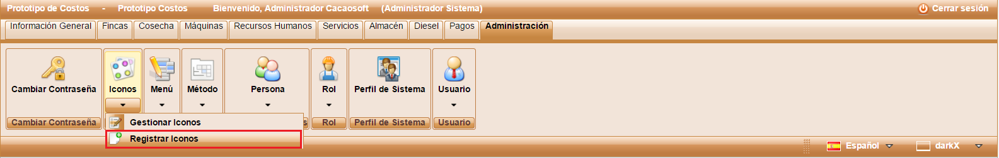 Prototipo de Costos - Prototipo Costos Bienvenido, Administrador Cacaosoft (Administrador Sistema) Cerrar sesión
Información General Fincas Cosecha Máquinas Recursos Humanos Servicios Almacén Diesel Pagos Administración
Cambiar Contraseña Iconos Menú Método Persona Rol Perfil de Sistema Usuario
Cambiar Contraseña s Rol Perfil de Sistema Usuario
Gestionar Iconos
Registrar Iconos
Español darkX